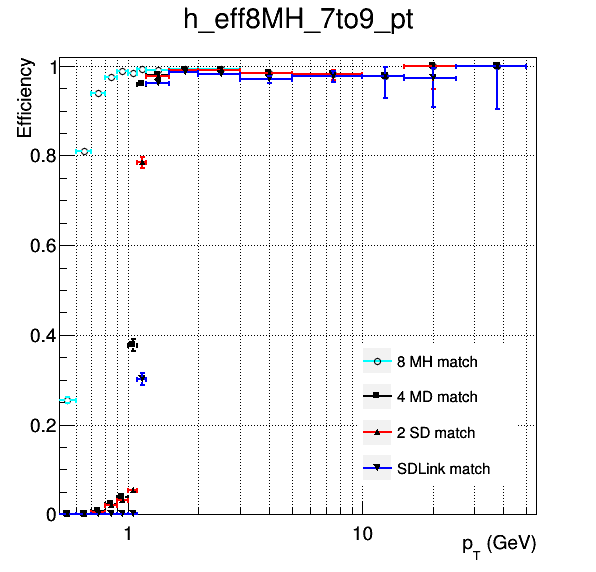 h_eff8MH_7to9_pt
Efficiency
1
0.8
0.6
0.4
0.2
0
8 MH match
4 MD match
2 SD match
SDLink match
1
10
p_T (GeV)